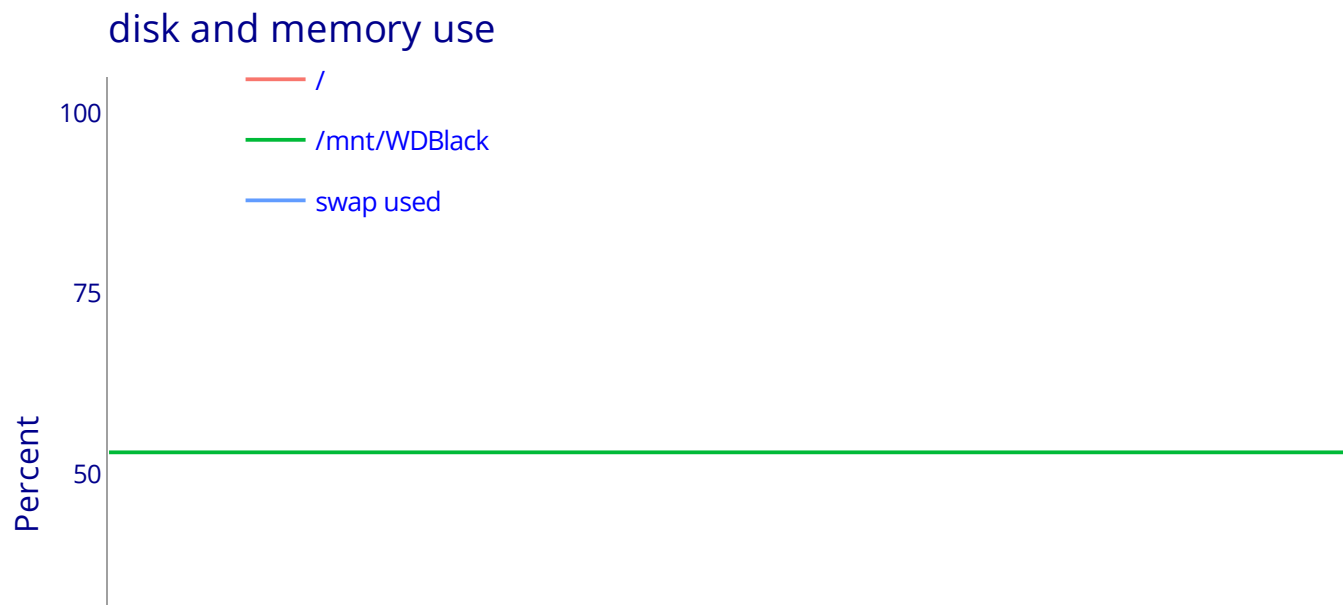 disk and memory use
/
100
/mnt/WDBlack
swap used
75
Percent
50